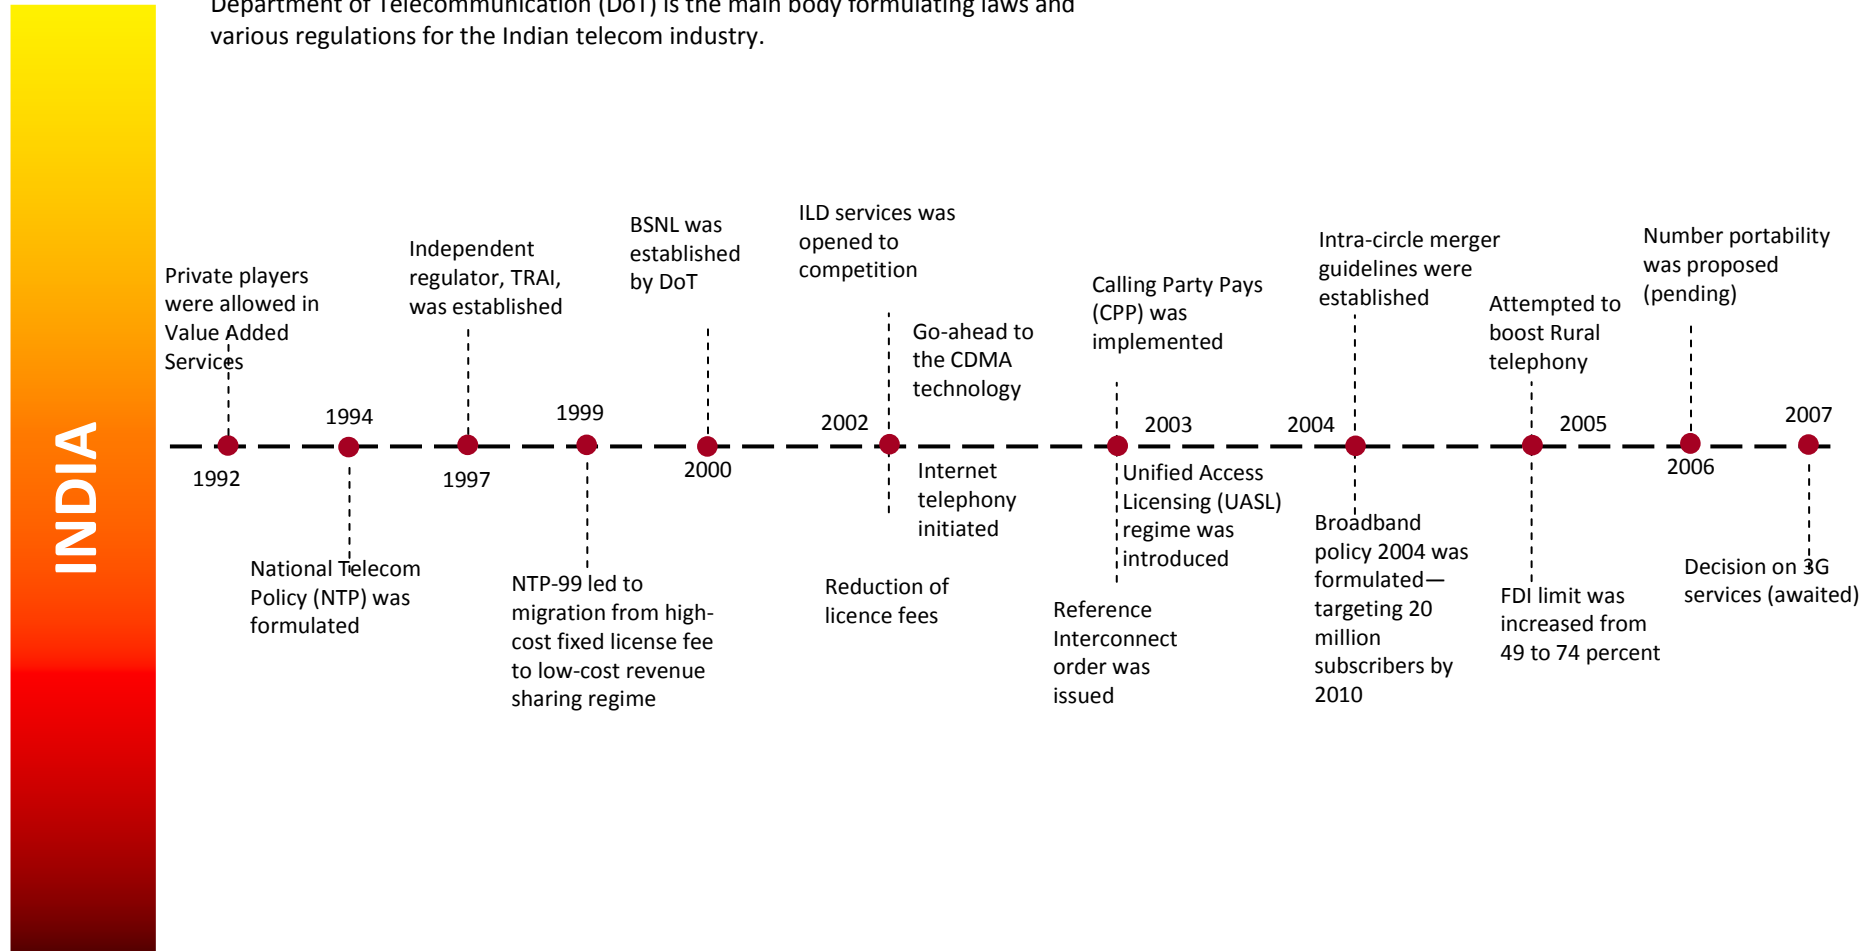 Department of Telecommunication (DoT) is the main body formulating laws and
various regulations for the Indian telecom industry.
INDIA
Private players
were allowed in
Value Added
Services
1992
1994
National Telecom
Policy (NTP) was
formulated
Independent
regulator, TRAI,
was established
1997
1999
NTP-99 led to
migration from high-
cost fixed license fee
to low-cost revenue
sharing regime
BSNL was
established
by DoT
2000
ILD services was
opened to
competition
Go-ahead to
the CDMA
technology
2002
Internet
telephony
initiated
Reduction of
licence fees
Calling Party Pays
(CPP) was
implemented
2003
Unified Access
Licensing (UASL)
regime was
introduced
Reference
Interconnect
order was
issued
Intra-circle merger
guidelines were
established
2004
Broadband
policy 2004 was
formulated—
targeting 20
million
subscribers by
2010
Attempted to
boost Rural
telephony
2005
FDI limit was
increased from
49 to 74 percent
Number portability
was proposed
(pending)
2006
2007
Decision on 3G
services (awaited)